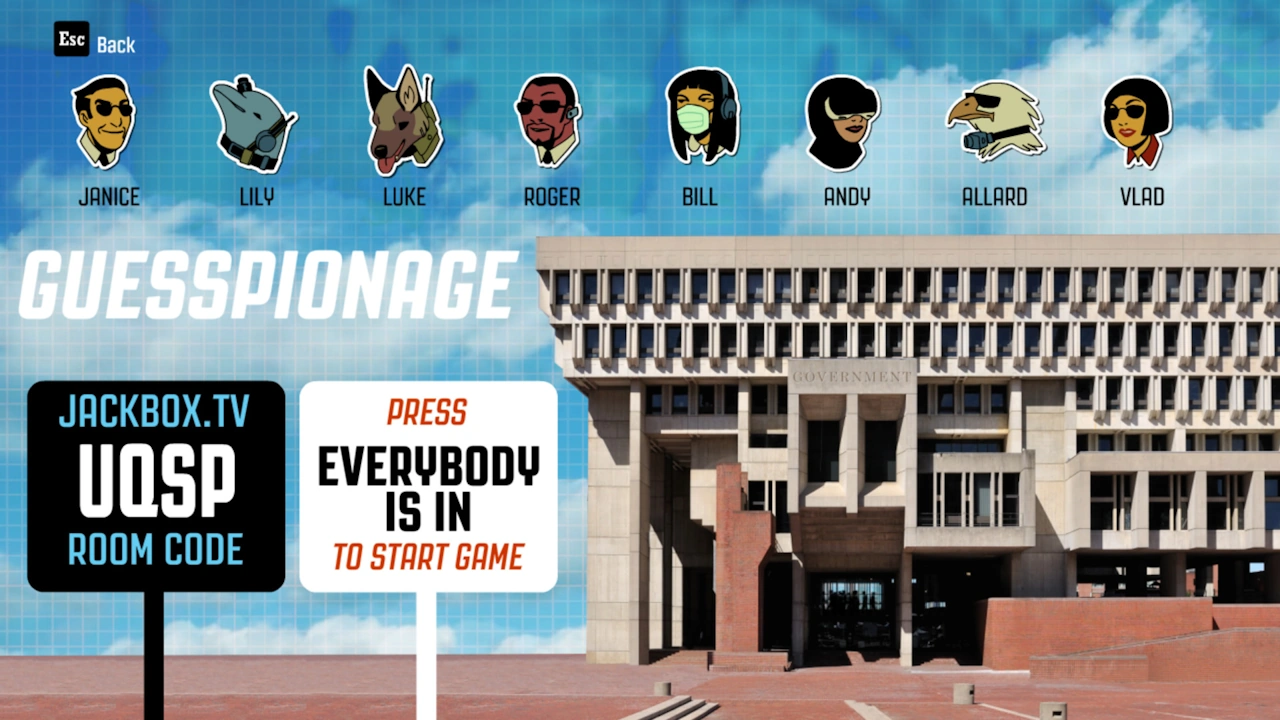 Esc Back
JANICE LILY LUKE ROGER BILL ANDY ALLARD VLAD
GUESSPIONAGE
GOVERNMENT
JACKBOX.TV
UQSP
ROOM CODE
PRESS
EVERYBODY
IS IN
TO START GAME